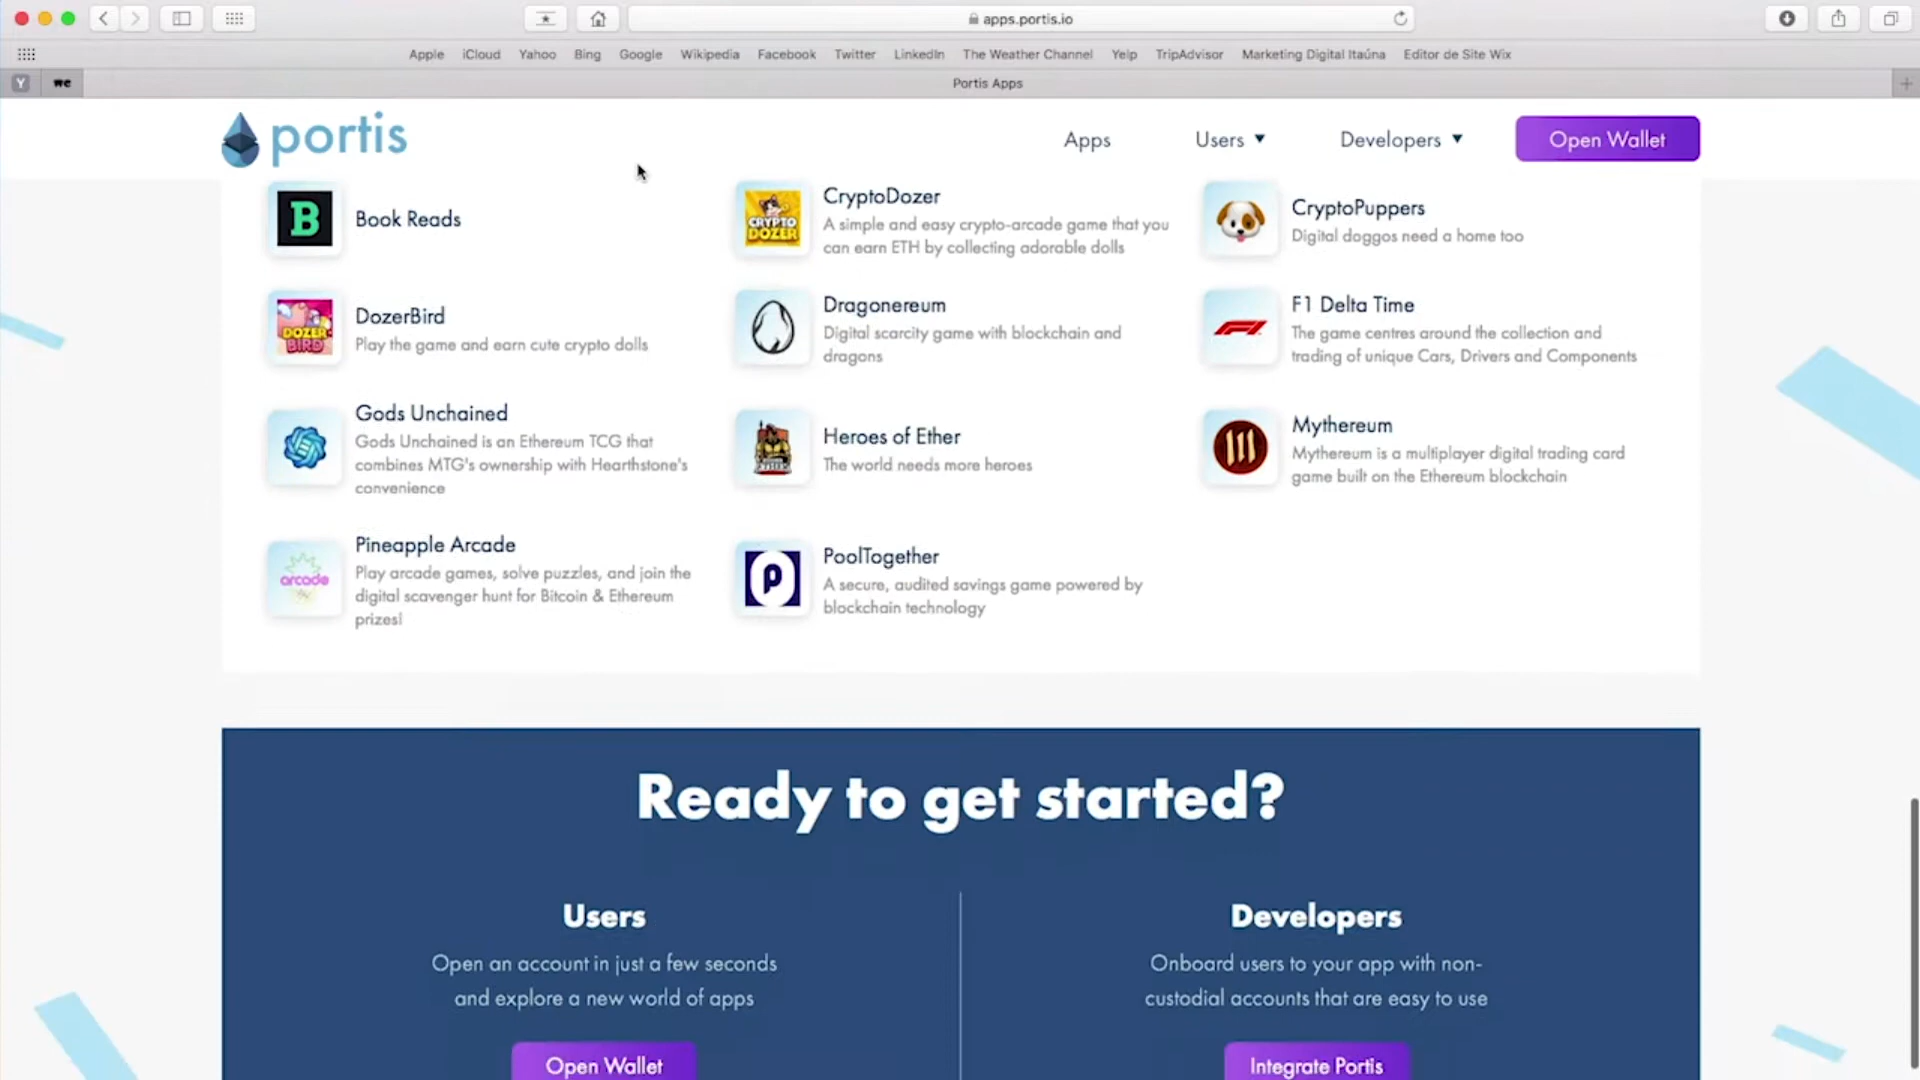 apps.portis.io
Apple iCloud Yahoo Bing Google Wikipedia Facebook Twitter LinkedIn The Weather Channel Yelp TripAdvisor Marketing Digital Itaúna Editor de Site Wix
Y we Portis Apps
portis Apps Users Developers Open Wallet
B
Book Reads
CRYPTO DOZER
CryptoDozer
A simple and easy crypto-arcade game that you
can earn ETH by collecting adorable dolls
CryptoPuppers
Digital doggos need a home too
DOZER BIRD
DozerBird
Play the game and earn cute crypto dolls
Dragonereum
Digital scarcity game with blockchain and
dragons
F1 Delta Time
The game centres around the collection and
trading of unique Cars, Drivers and Components
Gods Unchained
Gods Unchained is an Ethereum TCG that
combines MTG's ownership with Hearthstone's
convenience
Heroes of Ether
The world needs more heroes
Mythereum
Mythereum is a multiplayer digital trading card
game built on the Ethereum blockchain
arcade
Pineapple Arcade
Play arcade games, solve puzzles, and join the
digital scavenger hunt for Bitcoin & Ethereum
prizes!
P
PoolTogether
A secure, audited savings game powered by
blockchain technology
Ready to get started?
Users
Open an account in just a few seconds
and explore a new world of apps
Open Wallet
Developers
Onboard users to your app with non-
custodial accounts that are easy to use
Integrate Portis